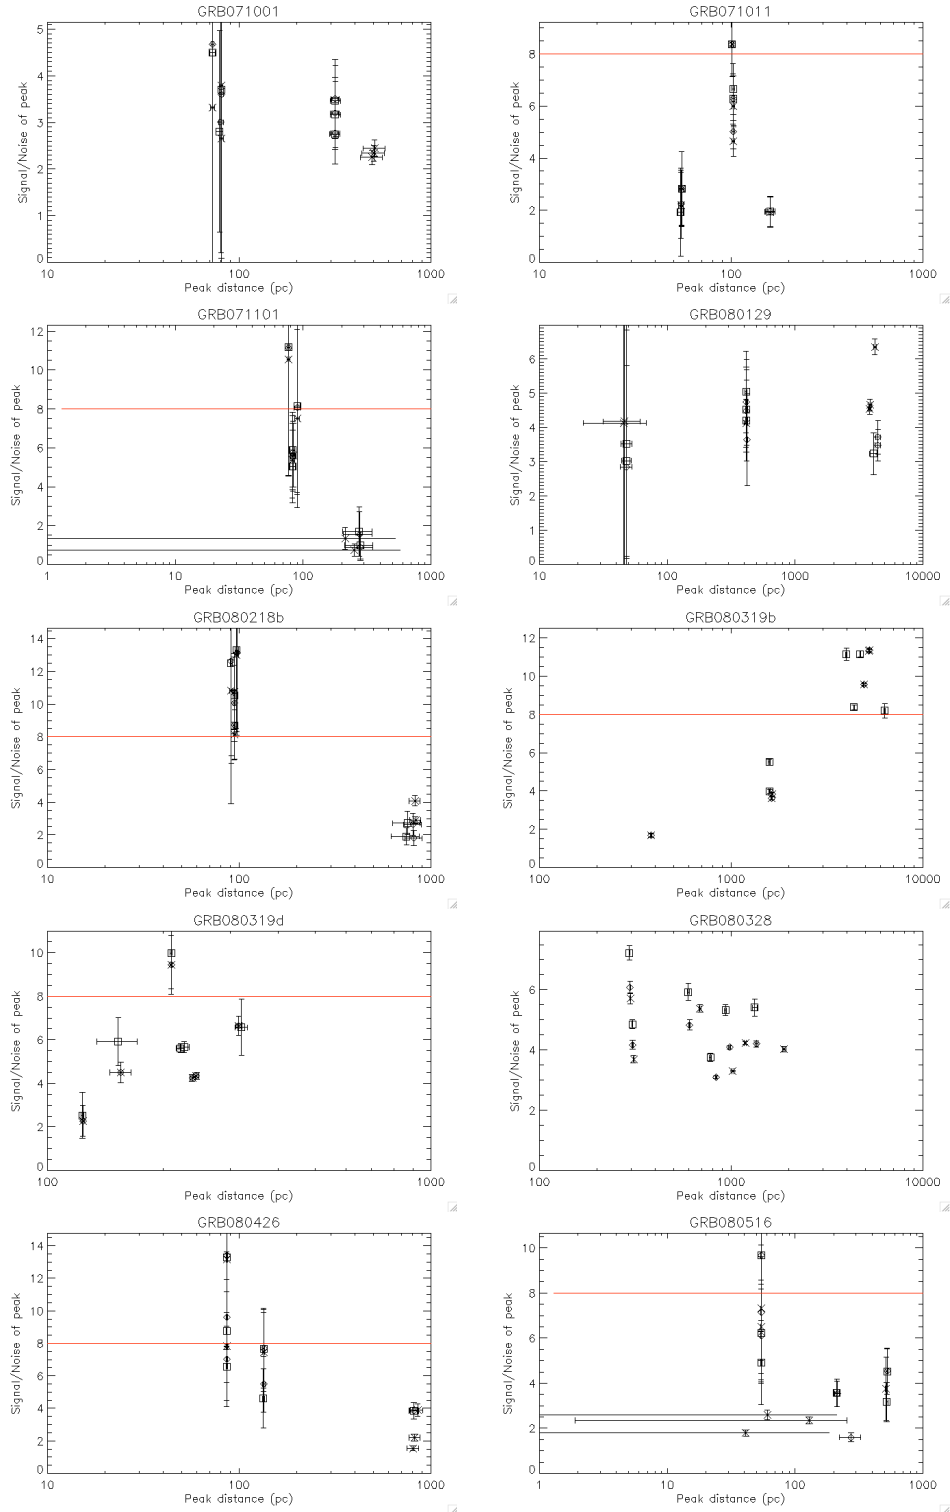 GRB071001
5
4
3
2
1
0
Signal/Noise of peak
10 100 1000
Peak distance (pc)
GRB071011
8
6
4
2
0
Signal/Noise of peak
10 100 1000
Peak distance (pc)
GRB071101
12
10
8
6
4
2
0
Signal/Noise of peak
1 10 100 1000
Peak distance (pc)
GRB080129
6
5
4
3
2
1
0
Signal/Noise of peak
10 100 1000 10000
Peak distance (pc)
GRB080218b
14
12
10
8
6
4
2
0
Signal/Noise of peak
10 100 1000
Peak distance (pc)
GRB080319b
12
10
8
6
4
2
0
Signal/Noise of peak
100 1000 10000
Peak distance (pc)
GRB080319d
10
8
6
4
2
0
Signal/Noise of peak
100 1000
Peak distance (pc)
GRB080328
6
4
2
0
Signal/Noise of peak
100 1000 10000
Peak distance (pc)
GRB080426
14
12
10
8
6
4
2
0
Signal/Noise of peak
10 100 1000
Peak distance (pc)
GRB080516
10
8
6
4
2
0
Signal/Noise of peak
1 10 100 1000
Peak distance (pc)